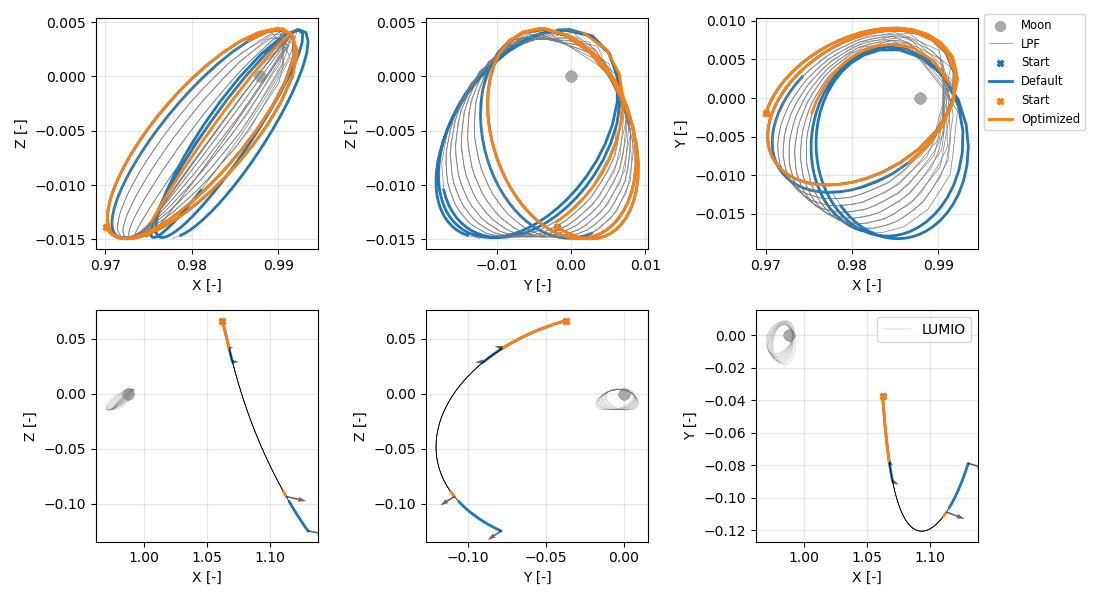 0.005
0.000
−0.005
−0.010
−0.015
Z [-]
0.97
0.98
0.99
X [-]
0.005
0.000
−0.005
−0.010
−0.015
Z [-]
−0.01
0.00
0.01
Y [-]
0.010
0.005
0.000
−0.005
−0.010
−0.015
Y [-]
0.97
0.98
0.99
X [-]
Moon
LPF
Start
Default
Start
Optimized
0.05
0.00
−0.05
−0.10
Z [-]
1.00
1.05
1.10
X [-]
0.05
0.00
−0.05
−0.10
Z [-]
−0.10
−0.05
0.00
Y [-]
0.00
−0.02
−0.04
−0.06
−0.08
−0.10
−0.12
Y [-]
1.00
1.05
1.10
X [-]
LUMIO